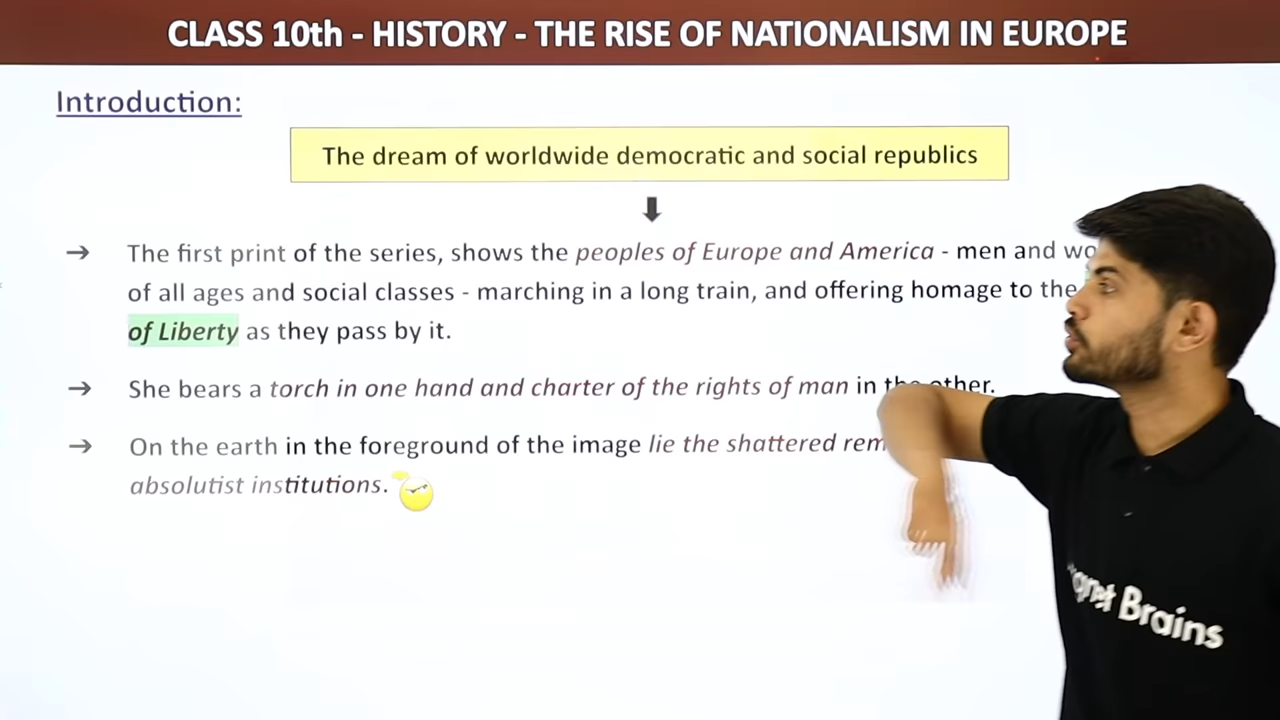 CLASS 10th - HISTORY - THE RISE OF NATIONALISM IN EUROPE
Introduction:
The dream of worldwide democratic and social republics
The first print of the series, shows the peoples of Europe and America - men and
of all ages and social classes - marching in a long train, and offering homage to the
of Liberty as they pass by it.
She bears a torch in one hand and charter of the rights of man in the other.
On the earth in the foreground of the image lie the shattered
absolutist institutions.
Brains